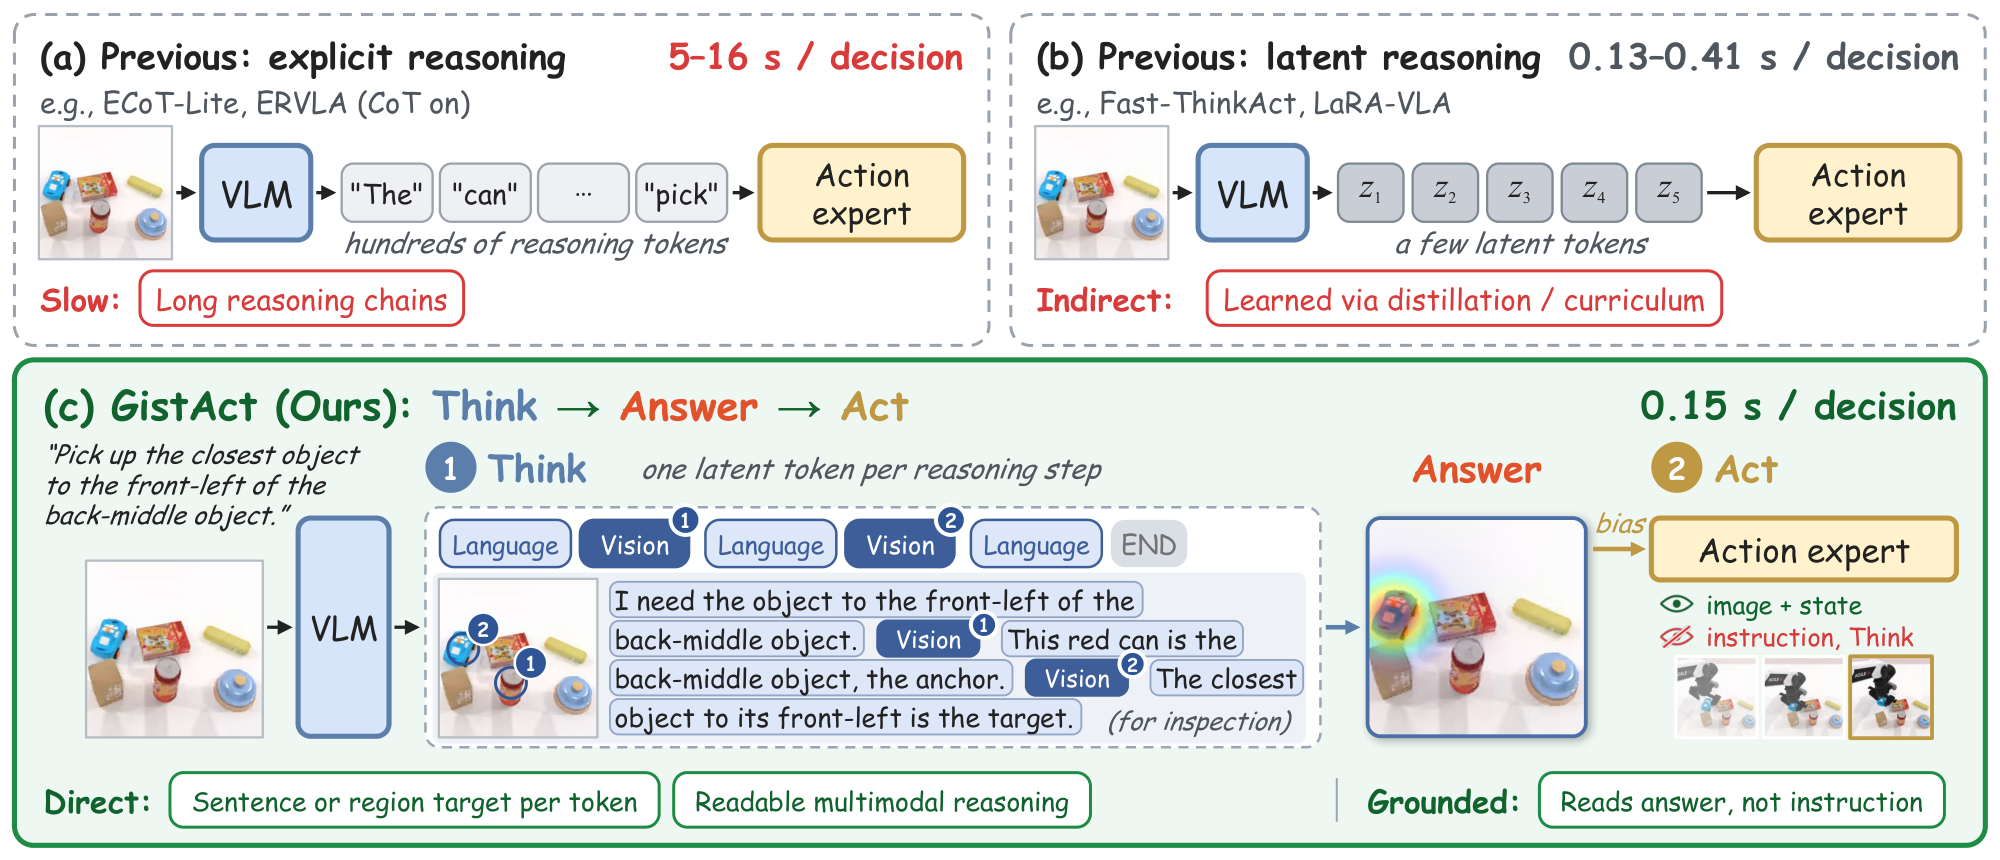 (a) Previous: explicit reasoning
5–16 s / decision
e.g., ECoT-Lite, ERVLA (CoT on)
VLM
"The"
"can"
...
"pick"
Action
expert
hundreds of reasoning tokens
Slow:
Long reasoning chains
(b) Previous: latent reasoning
0.13–0.41 s / decision
e.g., Fast-ThinkAct, LaRA-VLA
VLM
z1
z2
z3
z4
z5
Action
expert
a few latent tokens
Indirect:
Learned via distillation / curriculum
(c) GistAct (Ours): Think → Answer → Act
0.15 s / decision
"Pick up the closest object
to the front-left of the
back-middle object."
VLM
1 Think
one latent token per reasoning step
Language
Vision 1
Language
Vision 2
Language
END
2
1
I need the object to the front-left of the
back-middle object. Vision 1 This red can is the
back-middle object, the anchor. Vision 2 The closest
object to its front-left is the target.
(for inspection)
Answer
bias
2 Act
Action expert
image + state
instruction, Think
Direct:
Sentence or region target per token
Readable multimodal reasoning
Grounded:
Reads answer, not instruction